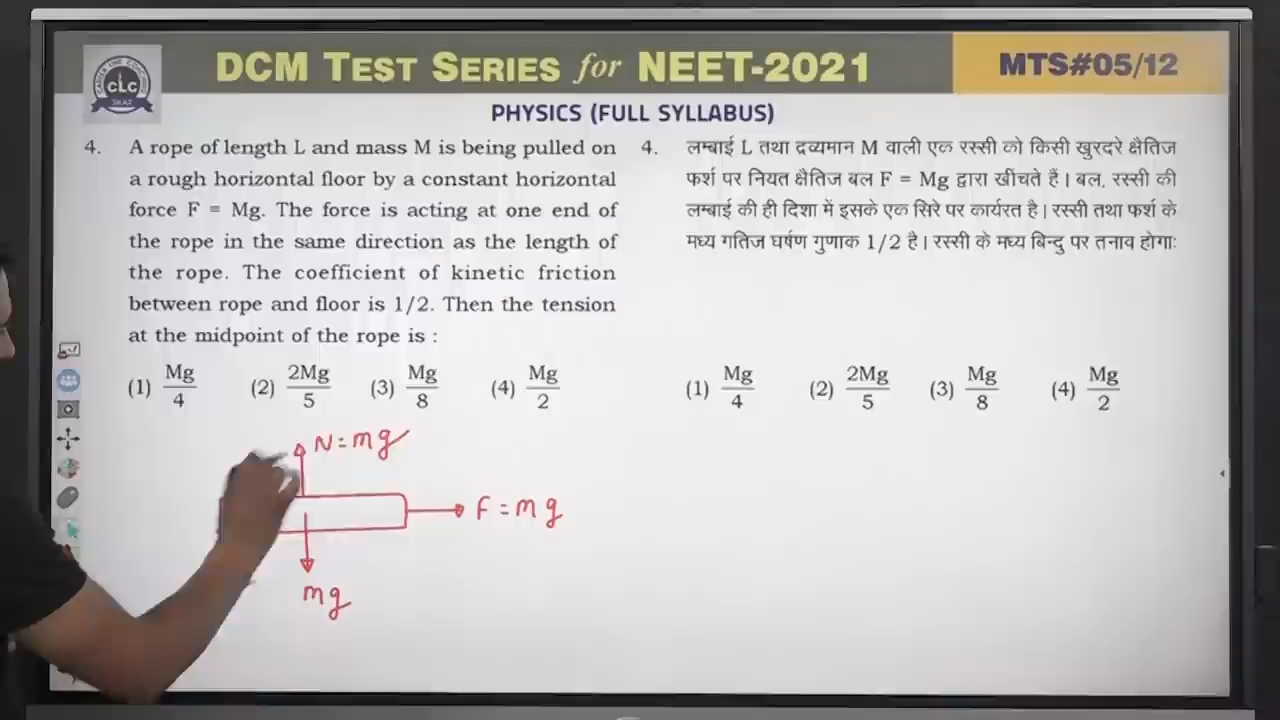 DCM TEST SERIES for NEET-2021
MTS#05/12
CLC
SIKAR
PHYSICS (FULL SYLLABUS)
4. A rope of length L and mass M is being pulled on
a rough horizontal floor by a constant horizontal
force F = Mg. The force is acting at one end of
the rope in the same direction as the length of
the rope. The coefficient of kinetic friction
between rope and floor is 1/2. Then the tension
at the midpoint of the rope is :
(1) Mg/4 (2) 2Mg/5 (3) Mg/8 (4) Mg/2
4. लम्बाई L तथा द्रव्यमान M वाली एक रस्सी को किसी खुरदरे क्षैतिज
फर्श पर नियत क्षैतिज बल F = Mg द्वारा खींचते हैं। बल, रस्सी की
लम्बाई की ही दिशा में इसके एक सिरे पर कार्यरत है। रस्सी तथा फर्श के
मध्य गतिज घर्षण गुणांक 1/2 है। रस्सी के मध्य बिन्दु पर तनाव होगाः
(1) Mg/4 (2) 2Mg/5 (3) Mg/8 (4) Mg/2
N=mg
F=mg
mg